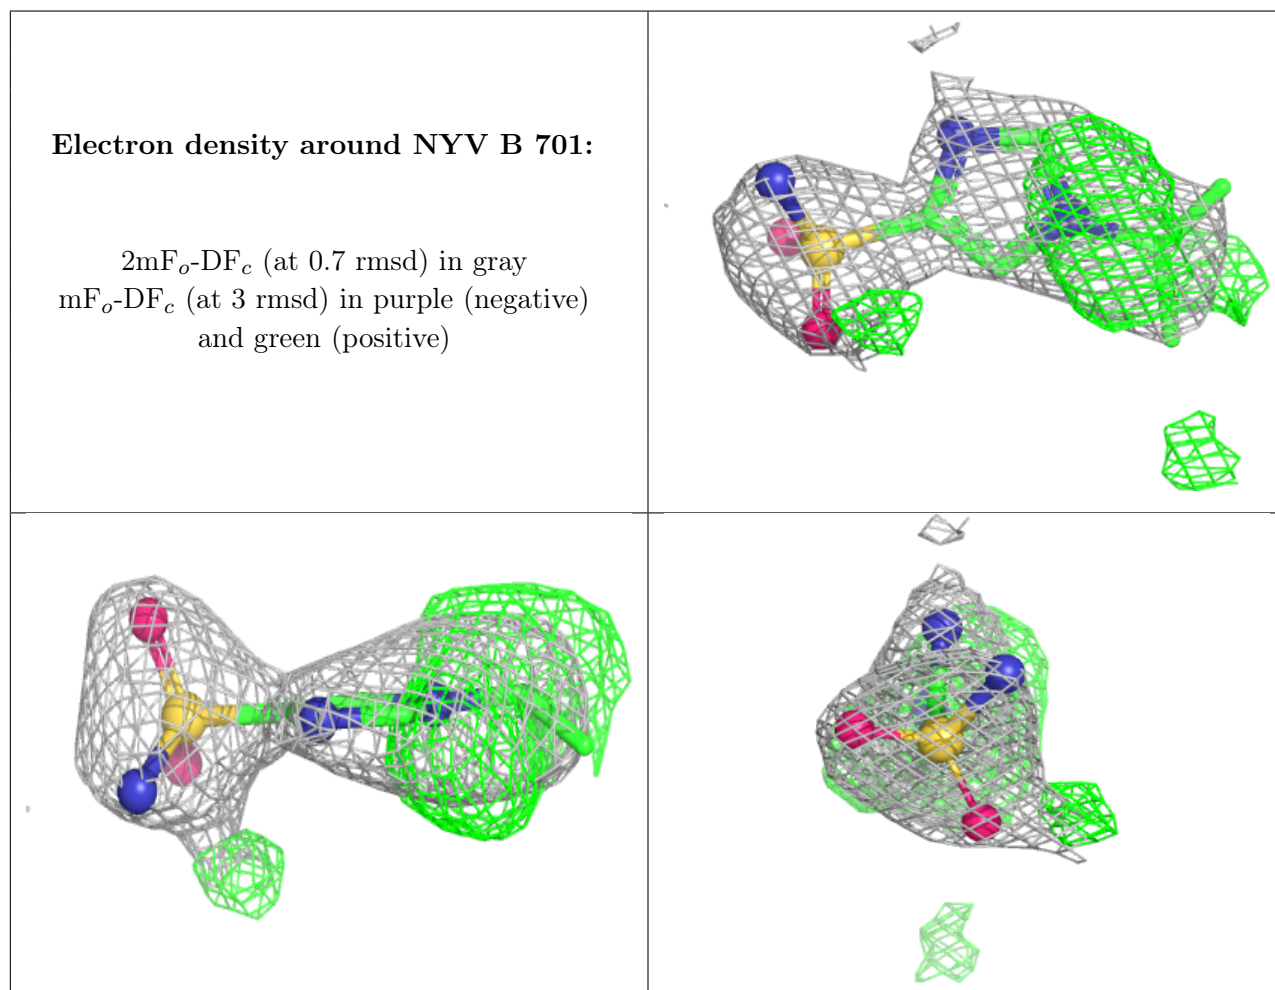 Electron density around NYV B 701:
2mFo-DFc (at 0.7 rmsd) in gray
mFo-DFc (at 3 rmsd) in purple (negative)
and green (positive)